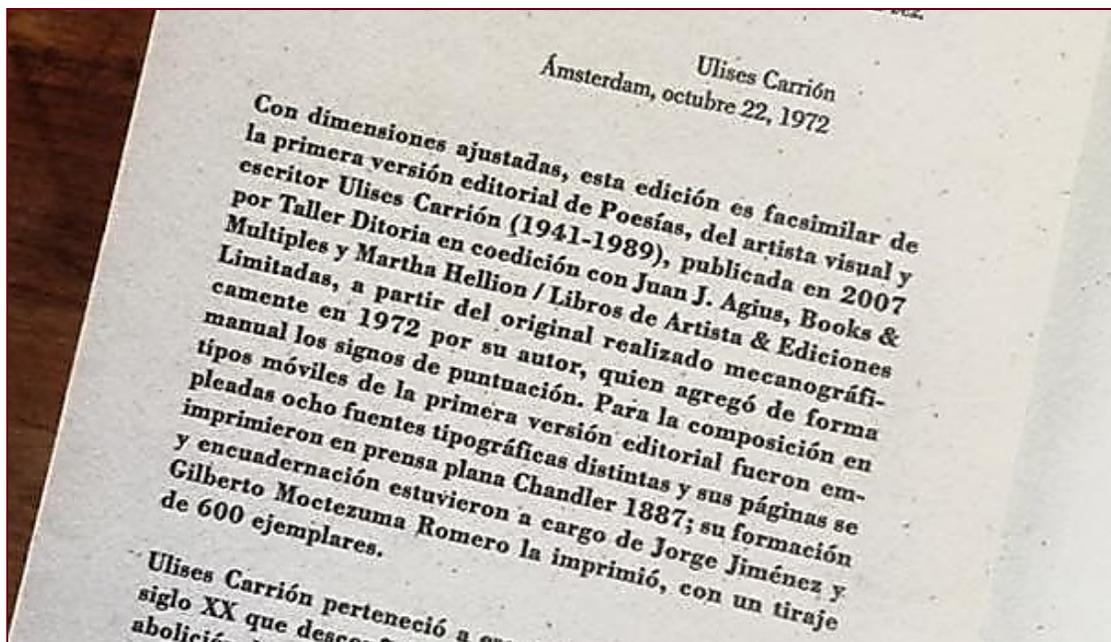 Ulises Carrión
Ámsterdam, octubre 22, 1972
Con dimensiones ajustadas, esta edición es facsimilar de
la primera versión editorial de Poesías, del artista visual y
escritor Ulises Carrión (1941-1989), publicada en 2007
por Taller Ditoria en coedición con Juan J. Agius, Books &
Multiples y Martha Hellion / Libros de Artista & Ediciones
Limitadas, a partir del original realizado mecanográfi-
camente en 1972 por su autor, quien agregó de forma
manual los signos de puntuación. Para la composición en
tipos móviles de la primera versión editorial fueron em-
pleadas ocho fuentes tipográficas distintas y sus páginas se
imprimieron en prensa plana Chandler 1887; su formación
y encuadernación estuvieron a cargo de Jorge Jiménez y
Gilberto Moctezuma Romero la imprimió, con un tiraje
de 600 ejemplares.
Ulises Carrión perteneció a
siglo XX que